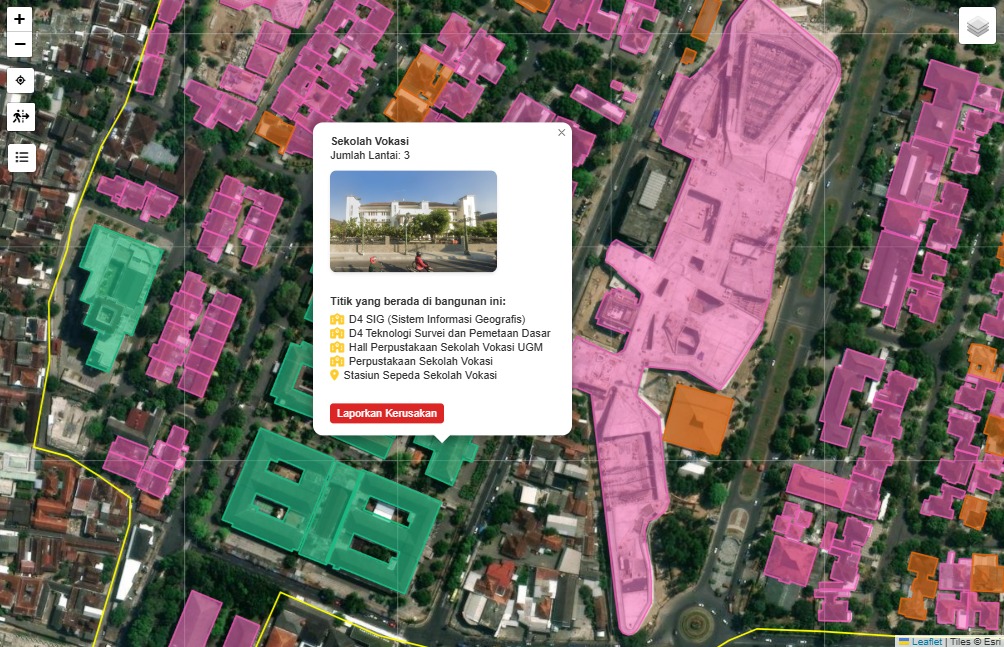 +
−
Sekolah Vokasi
×
Jumlah Lantai: 3
Titik yang berada di bangunan ini:
D4 SIG (Sistem Informasi Geografis)
D4 Teknologi Survei dan Pemetaan Dasar
Hall Perpustakaan Sekolah Vokasi UGM
Perpustakaan Sekolah Vokasi
Stasiun Sepeda Sekolah Vokasi
Laporkan Kerusakan
Leaflet | Tiles © Esri